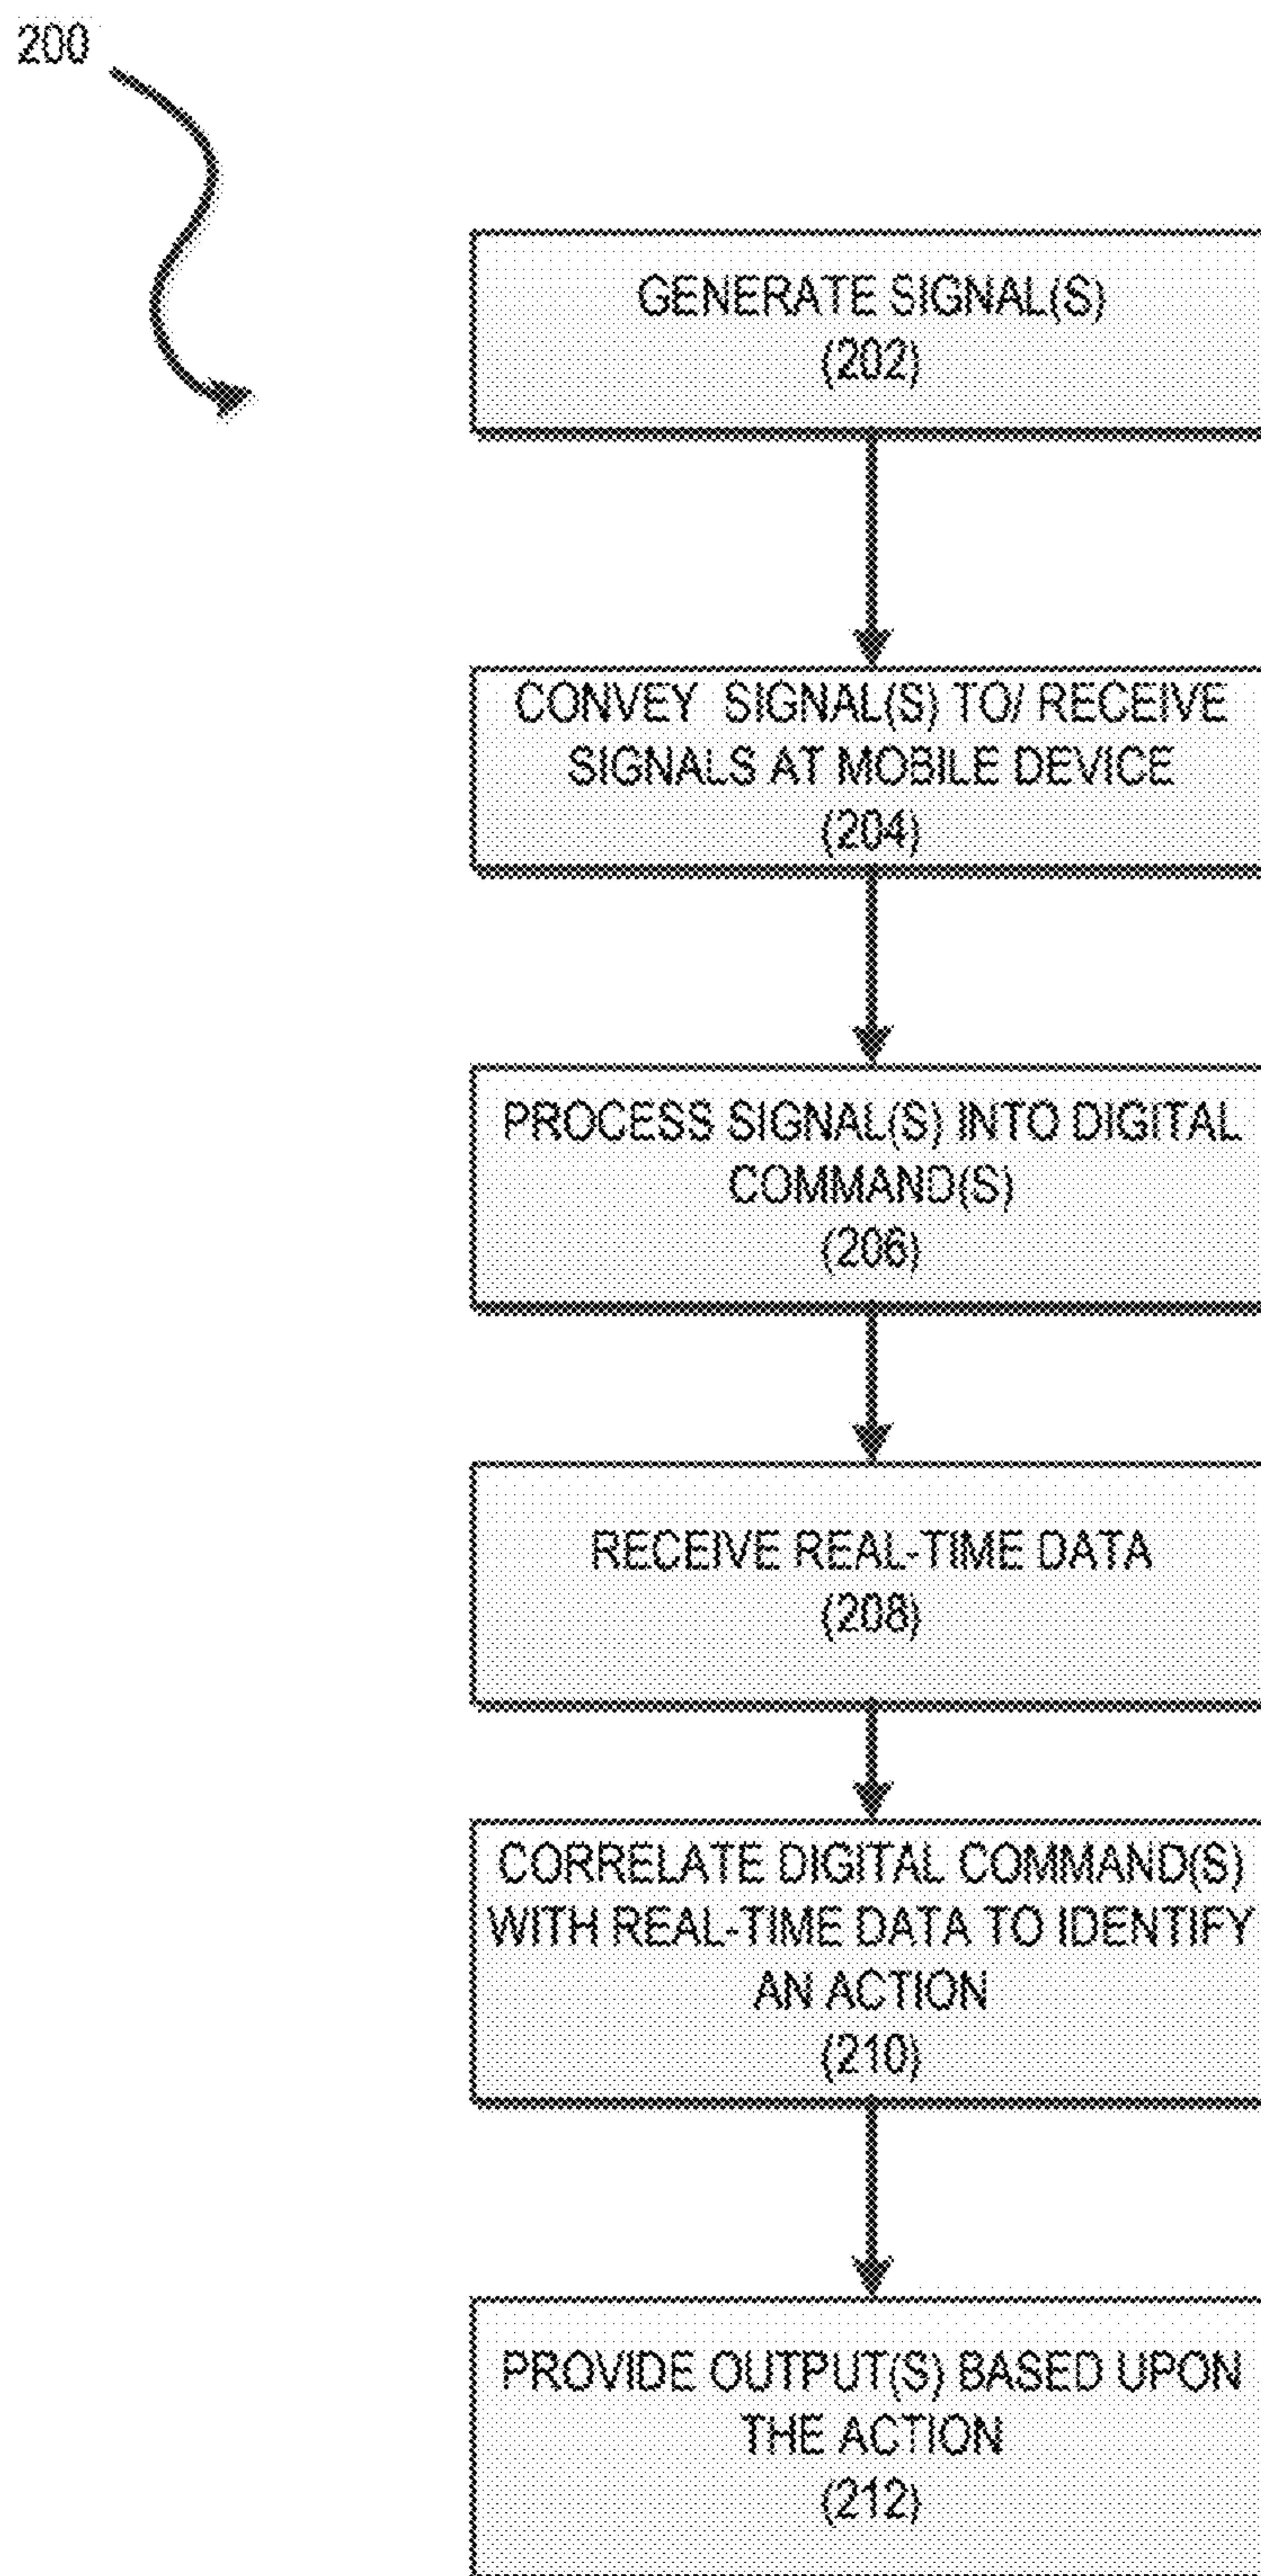 200
GENERATE SIGNAL(S)
(202)
CONVEY SIGNAL(S) TO/ RECEIVE
SIGNALS AT MOBILE DEVICE
(204)
PROCESS SIGNAL(S) INTO DIGITAL
COMMAND(S)
(206)
RECEIVE REAL-TIME DATA
(208)
CORRELATE DIGITAL COMMAND(S)
WITH REAL-TIME DATA TO IDENTIFY
AN ACTION
(210)
PROVIDE OUTPUT(S) BASED UPON
THE ACTION
(212)